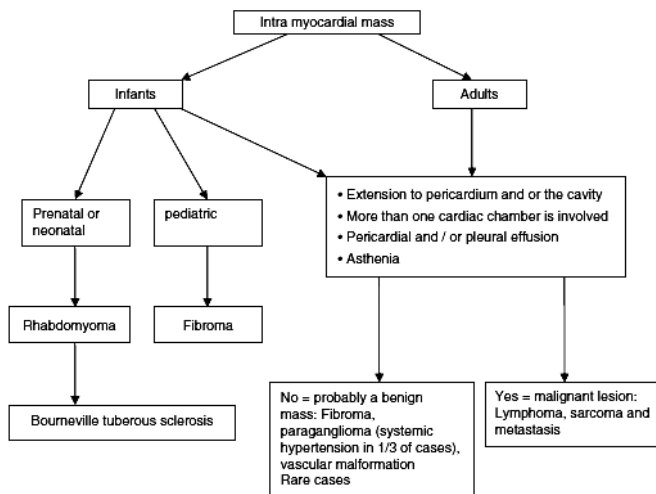 Intra myocardial mass
Infants
Adults
Prenatal or
neonatal
pediatric
• Extension to pericardium and or the cavity
• More than one cardiac chamber is involved
• Pericardial and / or pleural effusion
• Asthenia
Rhabdomyoma
Fibroma
Bourneville tuberous sclerosis
No = probably a benign
mass: Fibroma,
paraganglioma (systemic
hypertension in 1/3 of cases),
vascular malformation
Rare cases
Yes = malignant lesion:
Lymphoma, sarcoma and
metastasis